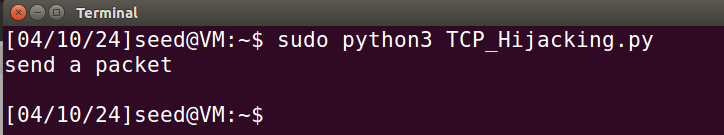 Terminal
[04/10/24]seed@VM:~$ sudo python3 TCP_Hijacking.py
send a packet
[04/10/24]seed@VM:~$